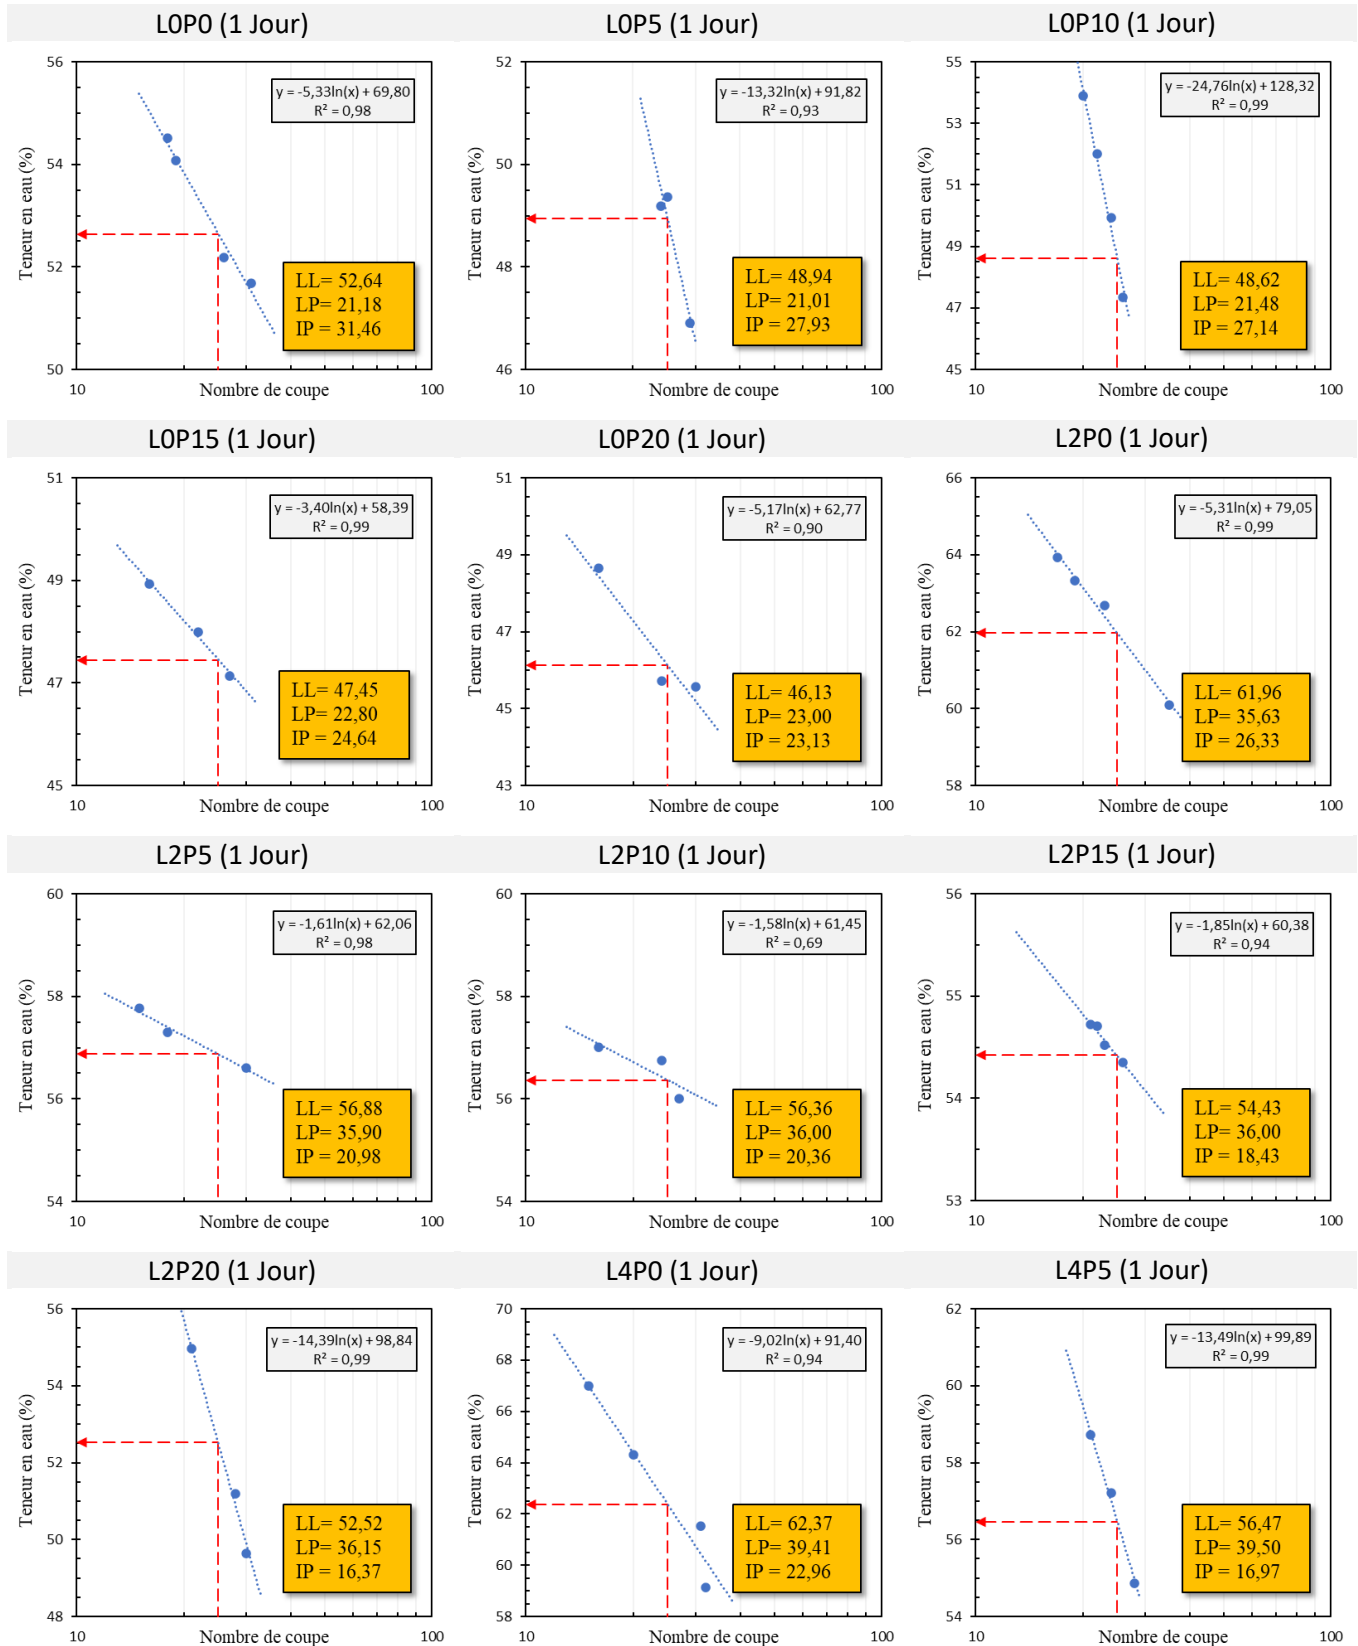 L0P0 (1 Jour)
56
54
52
50
10
100
Teneur en eau (%)
Nombre de coupe
y = -5,33ln(x) + 69,80
R² = 0,98
LL= 52,64
LP= 21,18
IP = 31,46
L0P5 (1 Jour)
52
50
48
46
10
100
Teneur en eau (%)
Nombre de coupe
y = -13,32ln(x) + 91,82
R² = 0,93
LL= 48,94
LP= 21,01
IP = 27,93
L0P10 (1 Jour)
55
53
51
49
47
45
10
100
Teneur en eau (%)
Nombre de coupe
y = -24,76ln(x) + 128,32
R² = 0,99
LL= 48,62
LP= 21,48
IP = 27,14
L0P15 (1 Jour)
51
49
47
45
10
100
Teneur en eau (%)
Nombre de coupe
y = -3,40ln(x) + 58,39
R² = 0,99
LL= 47,45
LP= 22,80
IP = 24,64
L0P20 (1 Jour)
51
49
47
45
43
10
100
Teneur en eau (%)
Nombre de coupe
y = -5,17ln(x) + 62,77
R² = 0,90
LL= 46,13
LP= 23,00
IP = 23,13
L2P0 (1 Jour)
66
64
62
60
58
10
100
Teneur en eau (%)
Nombre de coupe
y = -5,31ln(x) + 79,05
R² = 0,99
LL= 61,96
LP= 35,63
IP = 26,33
L2P5 (1 Jour)
60
58
56
54
10
100
Teneur en eau (%)
Nombre de coupe
y = -1,61ln(x) + 62,06
R² = 0,98
LL= 56,88
LP= 35,90
IP = 20,98
L2P10 (1 Jour)
60
58
56
54
10
100
Teneur en eau (%)
Nombre de coupe
y = -1,58ln(x) + 61,45
R² = 0,69
LL= 56,36
LP= 36,00
IP = 20,36
L2P15 (1 Jour)
56
55
54
53
10
100
Teneur en eau (%)
Nombre de coupe
y = -1,85ln(x) + 60,38
R² = 0,94
LL= 54,43
LP= 36,00
IP = 18,43
L2P20 (1 Jour)
56
54
52
50
48
10
100
Teneur en eau (%)
Nombre de coupe
y = -14,39ln(x) + 98,84
R² = 0,99
LL= 52,52
LP= 36,15
IP = 16,37
L4P0 (1 Jour)
70
68
66
64
62
60
58
10
100
Teneur en eau (%)
Nombre de coupe
y = -9,02ln(x) + 91,40
R² = 0,94
LL= 62,37
LP= 39,41
IP = 22,96
L4P5 (1 Jour)
62
60
58
56
54
10
100
Teneur en eau (%)
Nombre de coupe
y = -13,49ln(x) + 99,89
R² = 0,99
LL= 56,47
LP= 39,50
IP = 16,97